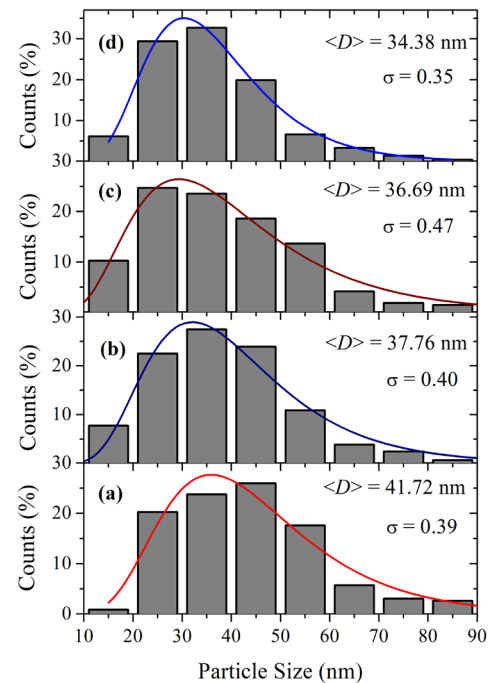 (d)
<D> = 34.38 nm
σ = 0.35
Counts (%)
30
20
10
30
(c)
<D> = 36.69 nm
σ = 0.47
Counts (%)
20
10
30
(b)
<D> = 37.76 nm
σ = 0.40
Counts (%)
20
10
30
(a)
<D> = 41.72 nm
σ = 0.39
Counts (%)
20
10
0
10 20 30 40 50 60 70 80 90
Particle Size (nm)